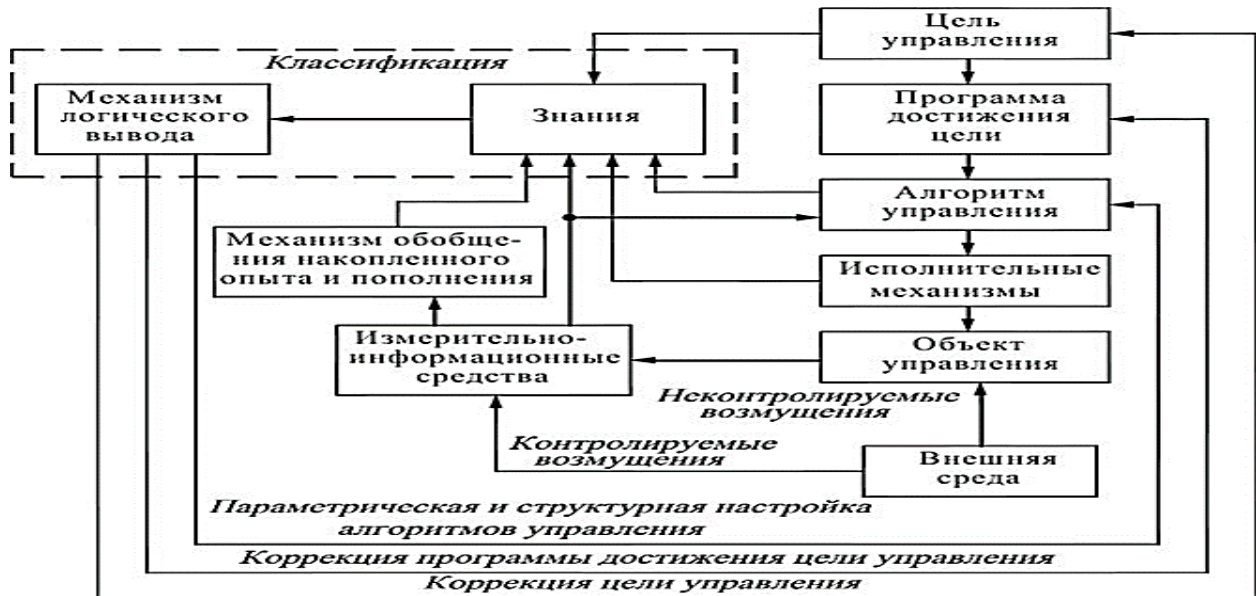 Цель
управления
Классификация
Механизм
логического
вывода
Знания
Программа
достижения
цели
Алгоритм
управления
Механизм обобще-
ния накопленного
опыта и пополнения
Исполнительные
механизмы
Измерительно-
информационные
средства
Объект
управления
Неконтролируемые
возмущения
Контролируемые
возмущения
Внешняя
среда
Параметрическая и структурная настройка
алгоритмов управления
Коррекция программы достижения цели управления
Коррекция цели управления